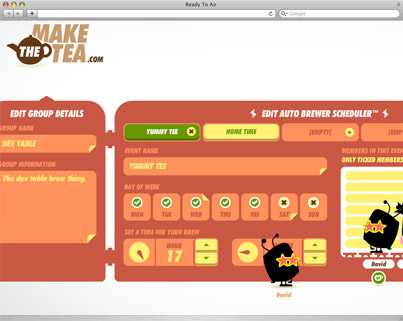 Ready To Air
Google
MAKE
THE
TEA.COM
EDIT GROUP DETAILS
GROUP NAME
DEV TABLE
GROUP INFORMATION
The dev table brew thing.
EDIT AUTO BREWER SCHEDULER™
YUMMY TEE
HOME TIME
[EMPTY]
[EMP
EVENT NAME
YUMMY TEE
DAY OF WEEK
MON
TUE
WED
THU
FRI
SAT
SUN
SET A TIME FOR YOUR BREW
HOUR
17
MEMBERS IN THIS EVE
ONLY TICKED MEMBERS
David
David